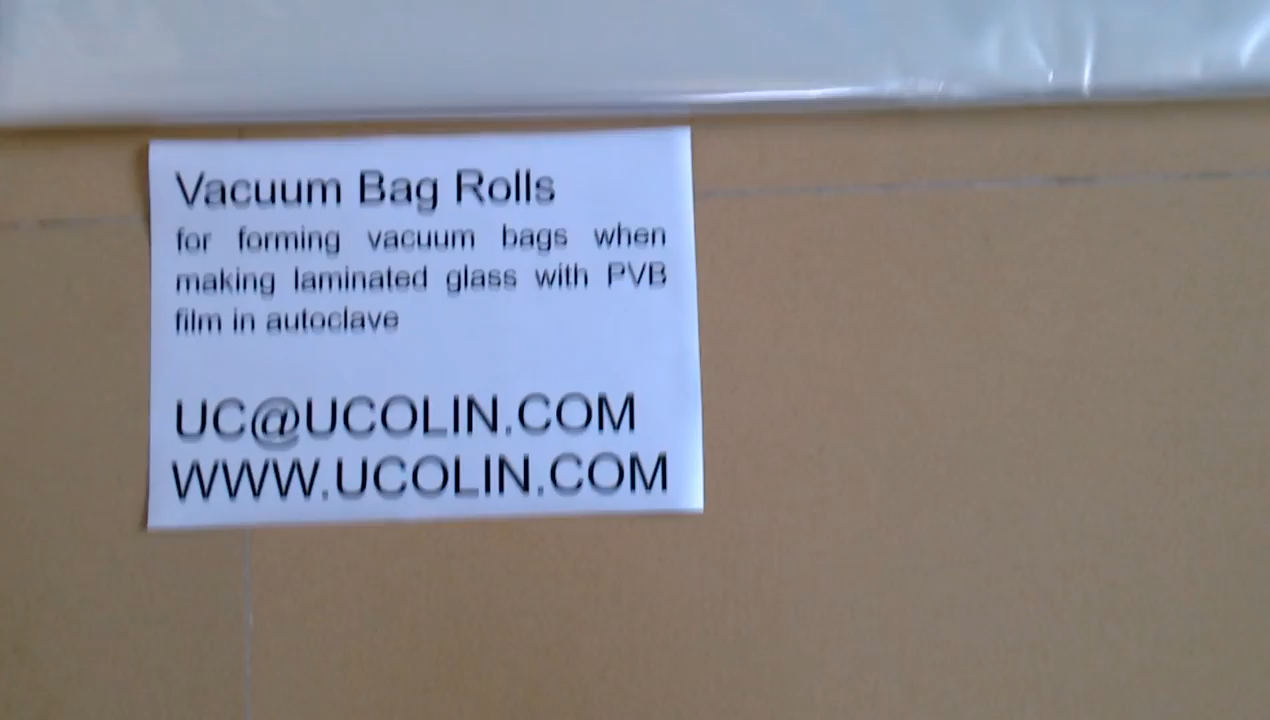 Vacuum Bag Rolls
for forming vacuum bags when
making laminated glass with PVB
film in autoclave
UC@UCOLIN.COM
WWW.UCOLIN.COM